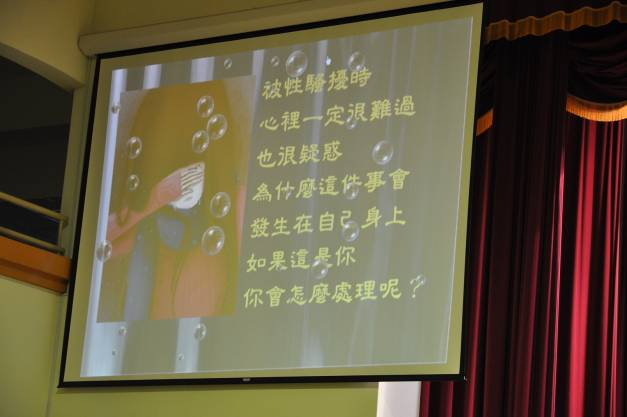 被性騷擾時
心裡一定很難過
也很疑惑
為什麼這件事會
發生在自己身上
如果這是你
你會怎麼處理呢？